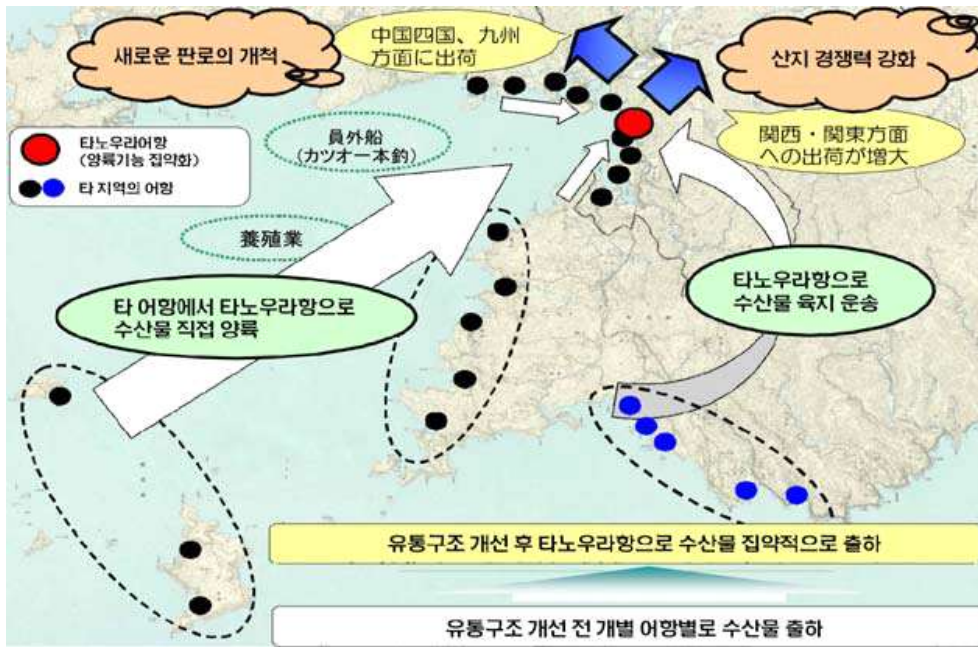 새로운 판로의 개척
中国四国、九州
方面に出荷
산지 경쟁력 강화
타노우라어항
(양륙기능 집약화)
타 지역의 어항
員外船
(カツオ一本釣)
関西・関東方面
への出荷が増大
養殖業
타 어항에서 타노우라항으로
수산물 직접 양륙
타노우라항으로
수산물 육지 운송
유통구조 개선 후 타노우라항으로 수산물 집약적으로 출하
유통구조 개선 전 개별 어항별로 수산물 출하